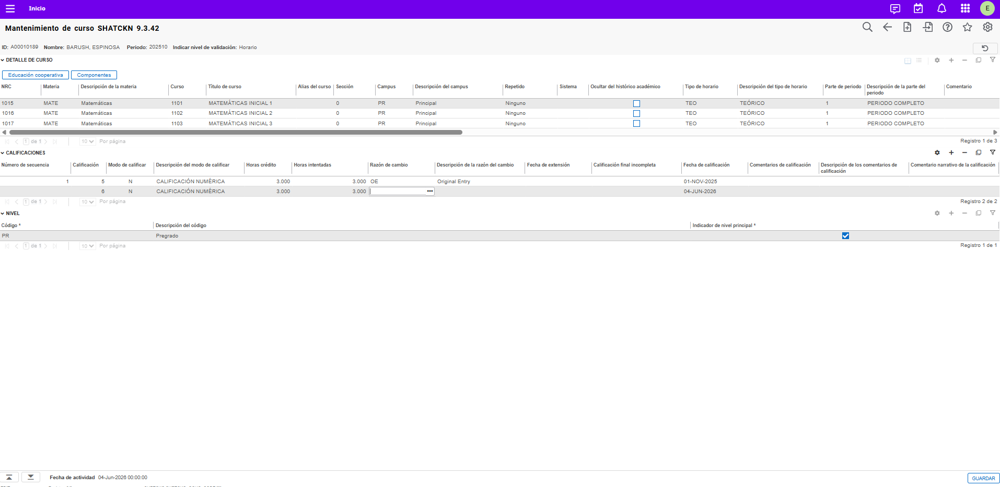 Inicio
E
Mantenimiento de curso SHATCKN 9.3.42
ID: A00010189 Nombre: BARUSH, ESPINOSA Periodo: 202510 Indicar nivel de validación: Horario
DETALLE DE CURSO
Educación cooperativa Componentes
NRC Materia Descripción de la materia Curso Título de curso Alias del curso Sección Campus Descripción del campus Repetido Sistema Ocultar del histórico académico Tipo de horario Descripción del tipo de horario Parte de periodo Descripción de la parte del periodo Comentario
1015 MATE Matemáticas 1101 MATEMÁTICAS INICIAL 1 0 PR Principal Ninguno TEO TEÓRICO 1 PERIODO COMPLETO
1016 MATE Matemáticas 1102 MATEMÁTICAS INICIAL 2 0 PR Principal Ninguno TEO TEÓRICO 1 PERIODO COMPLETO
1017 MATE Matemáticas 1103 MATEMÁTICAS INICIAL 3 0 PR Principal Ninguno TEO TEÓRICO 1 PERIODO COMPLETO
1 de 1 10 Por página Registro 1 de 3
CALIFICACIONES
Número de secuencia Calificación Modo de calificar Descripción del modo de calificar Horas crédito Horas intentadas Razón de cambio Descripción de la razón del cambio Fecha de extensión Calificación final incompleta Fecha de calificación Comentarios de calificación Descripción de los comentarios de calificación Comentario narrativo de la calificación
1 5 N CALIFICACIÓN NUMÉRICA 3.000 3.000 OE Original Entry 01-NOV-2025
6 N CALIFICACIÓN NUMÉRICA 3.000 3.000 04-JUN-2026
1 de 1 10 Por página Registro 2 de 2
NIVEL
Código * Descripción del código Indicador de nivel principal *
PR Pregrado
1 de 1 10 Por página Registro 1 de 1
Fecha de actividad 04-Jun-2026 00:00:00 GUARDAR